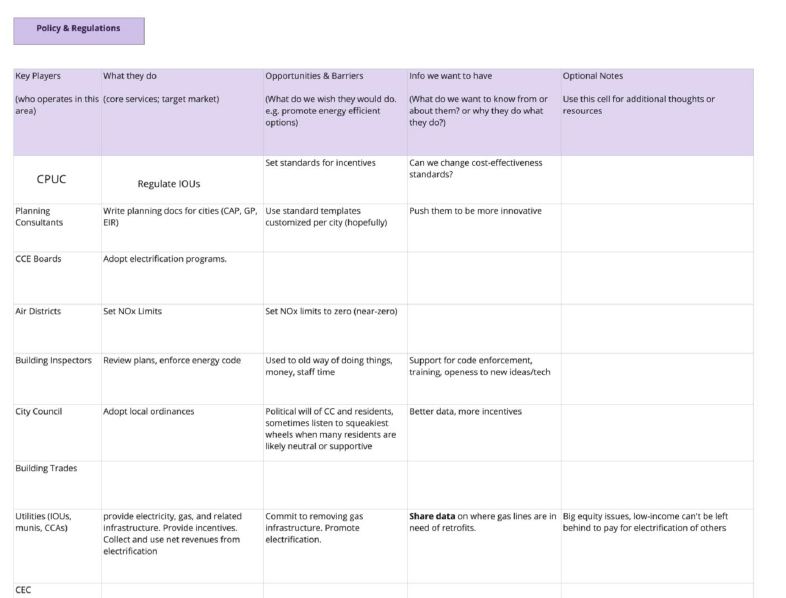 Policy & Regulations
Key Players
What they do
Opportunities & Barriers
Info we want to have
Optional Notes
(who operates in this
area)
(core services; target market)
(What do we wish they would do.
e.g. promote energy efficient
options)
(What do we want to know from or
about them? or why they do what
they do?)
Use this cell for additional thoughts or
resources
CPUC
Regulate IOUs
Set standards for incentives
Can we change cost-effectiveness
standards?
Planning
Consultants
Write planning docs for cities (CAP, GP,
EIR)
Use standard templates
customized per city (hopefully)
Push them to be more innovative
CCE Boards
Adopt electrification programs.
Air Districts
Set NOx Limits
Set NOx limits to zero (near-zero)
Building Inspectors
Review plans, enforce energy code
Used to old way of doing things,
money, staff time
Support for code enforcement,
training, openess to new ideas/tech
City Council
Adopt local ordinances
Political will of CC and residents,
sometimes listen to squeakiest
wheels when many residents are
likely neutral or supportive
Better data, more incentives
Building Trades
Utilities (IOUs,
munis, CCAs)
provide electricity, gas, and related
infrastructure. Provide incentives.
Collect and use net revenues from
electrification
Commit to removing gas
infrastructure. Promote
electrification.
Share data on where gas lines are in
need of retrofits.
Big equity issues, low-income can't be left
behind to pay for electrification of others
CEC